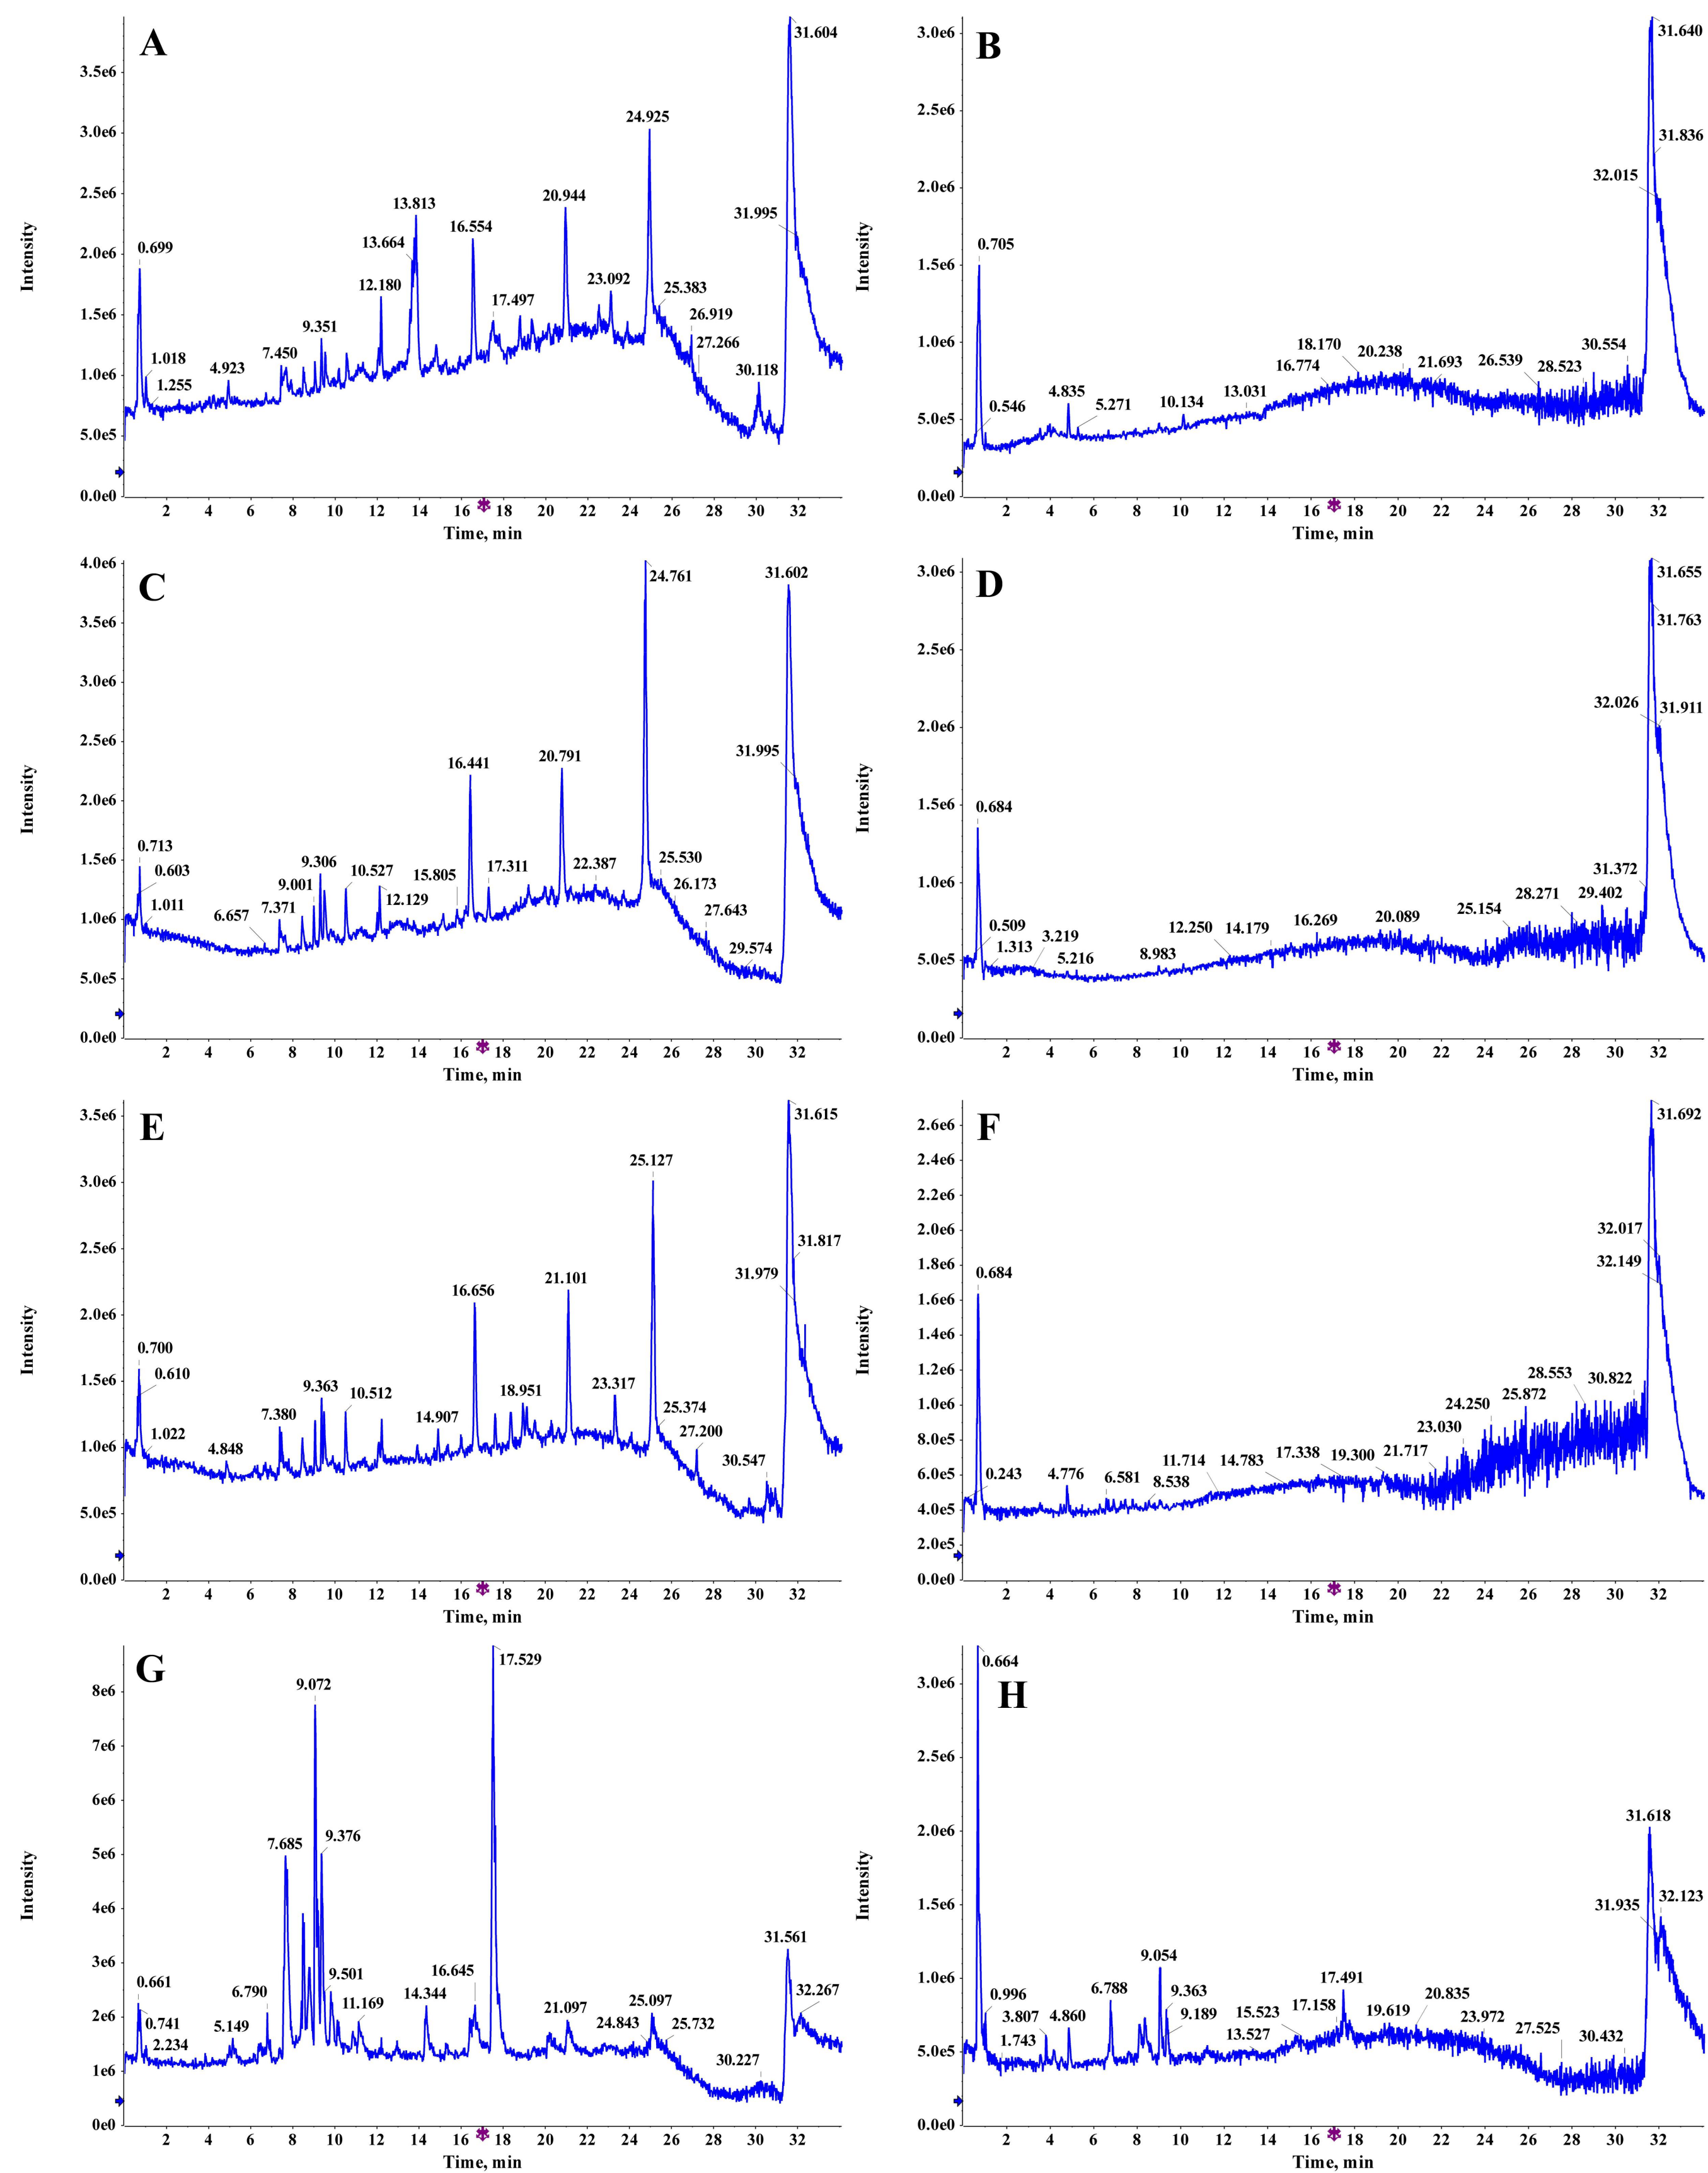 A
Intensity
3.5e6
3.0e6
2.5e6
2.0e6
1.5e6
1.0e6
5.0e5
0.0e0
0.699
1.018
1.255
4.923
7.450
9.351
12.180
13.664
13.813
16.554
17.497
20.944
23.092
24.925
25.383
26.919
27.266
30.118
31.604
31.995
2 4 6 8 10 12 14 16 18 20 22 24 26 28 30 32
Time, min
B
Intensity
3.0e6
2.5e6
2.0e6
1.5e6
1.0e6
5.0e5
0.0e0
0.705
0.546
4.835
5.271
10.134
13.031
16.774
18.170
20.238
21.693
26.539
28.523
30.554
31.640
31.836
32.015
2 4 6 8 10 12 14 16 18 20 22 24 26 28 30 32
Time, min
C
Intensity
4.0e6
3.5e6
3.0e6
2.5e6
2.0e6
1.5e6
1.0e6
5.0e5
0.0e0
0.713
0.603
1.011
6.657
7.371
9.001
9.306
10.527
12.129
15.805
16.441
17.311
20.791
22.387
24.761
25.530
26.173
27.643
29.574
31.602
31.995
2 4 6 8 10 12 14 16 18 20 22 24 26 28 30 32
Time, min
D
Intensity
3.0e6
2.5e6
2.0e6
1.5e6
1.0e6
5.0e5
0.0e0
0.684
0.509
1.313
3.219
5.216
8.983
12.250
14.179
16.269
20.089
25.154
28.271
29.402
31.372
31.655
31.763
32.026
31.911
2 4 6 8 10 12 14 16 18 20 22 24 26 28 30 32
Time, min
E
Intensity
3.5e6
3.0e6
2.5e6
2.0e6
1.5e6
1.0e6
5.0e5
0.0e0
0.700
0.610
1.022
4.848
7.380
9.363
10.512
14.907
16.656
18.951
21.101
23.317
25.127
25.374
27.200
30.547
31.615
31.817
31.979
2 4 6 8 10 12 14 16 18 20 22 24 26 28 30 32
Time, min
F
Intensity
2.6e6
2.4e6
2.2e6
2.0e6
1.8e6
1.6e6
1.4e6
1.2e6
1.0e6
8.0e5
6.0e5
4.0e5
2.0e5
0.0e0
0.684
0.243
4.776
6.581
8.538
11.714
14.783
17.338
19.300
21.717
23.030
24.250
25.872
28.553
30.822
31.692
32.017
32.149
2 4 6 8 10 12 14 16 18 20 22 24 26 28 30 32
Time, min
G
Intensity
8e6
7e6
6e6
5e6
4e6
3e6
2e6
1e6
0e0
0.661
0.741
2.234
5.149
6.790
7.685
9.072
9.376
9.501
11.169
14.344
16.645
17.529
21.097
24.843
25.097
25.732
30.227
31.561
32.267
2 4 6 8 10 12 14 16 18 20 22 24 26 28 30 32
Time, min
H
Intensity
3.0e6
2.5e6
2.0e6
1.5e6
1.0e6
5.0e5
0.0e0
0.664
0.996
1.743
3.807
4.860
6.788
9.054
9.363
9.189
13.527
15.523
17.158
17.491
19.619
20.835
23.972
27.525
30.432
31.618
31.935
32.123
2 4 6 8 10 12 14 16 18 20 22 24 26 28 30 32
Time, min